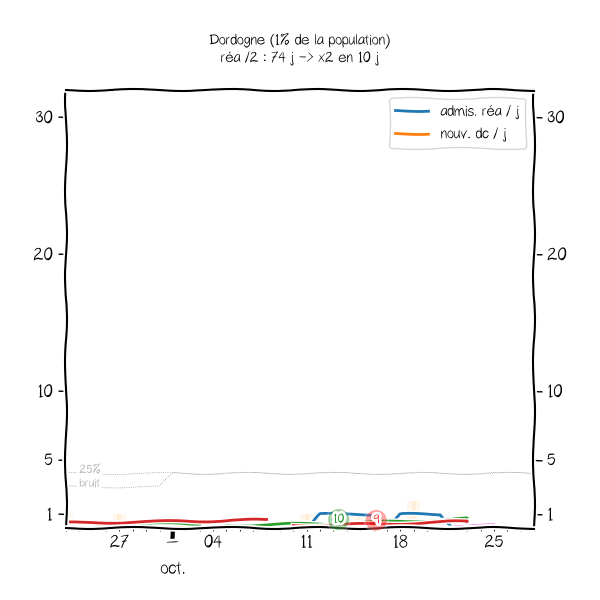 Dordogne (1% de la population)
réa /2 : 74 j -> x2 en 10 j
admis. réa / j
nouv. dc / j
30 30
20 20
10 10
5 5
25%
bruit
1 1
10 9
27 04 11 18 25
oct.